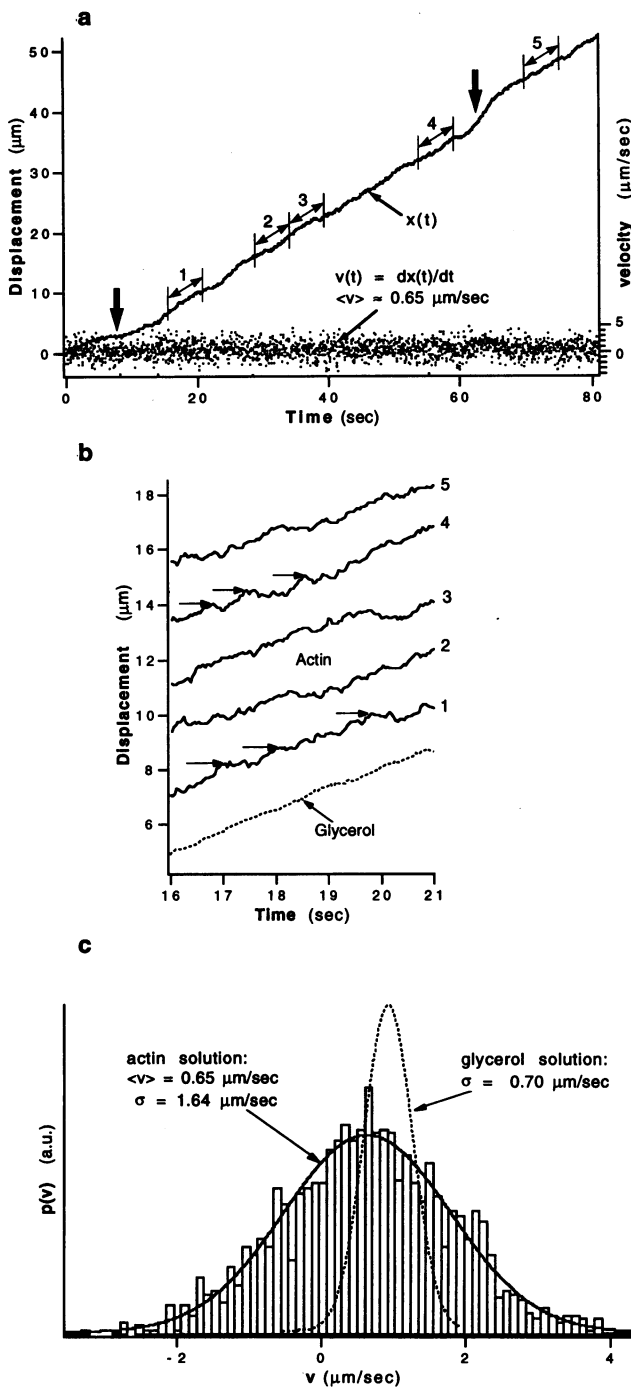 a
50
40
30
20
10
0
Displacement (μm)
1
2
3
4
5
x(t)
v(t) = dx(t)/dt
<v> ≈ 0.65 μm/sec
5
0
velocity (μm/sec)
0
20
40
60
80
Time (sec)
b
18
16
14
12
10
8
6
Displacement (μm)
5
4
3
Actin
2
1
Glycerol
16
17
18
19
20
21
Time (sec)
c
actin solution:
<v> = 0.65 μm/sec
σ = 1.64 μm/sec
glycerol solution:
σ = 0.70 μm/sec
p(v) (a.u.)
-2
0
2
4
v (μm/sec)